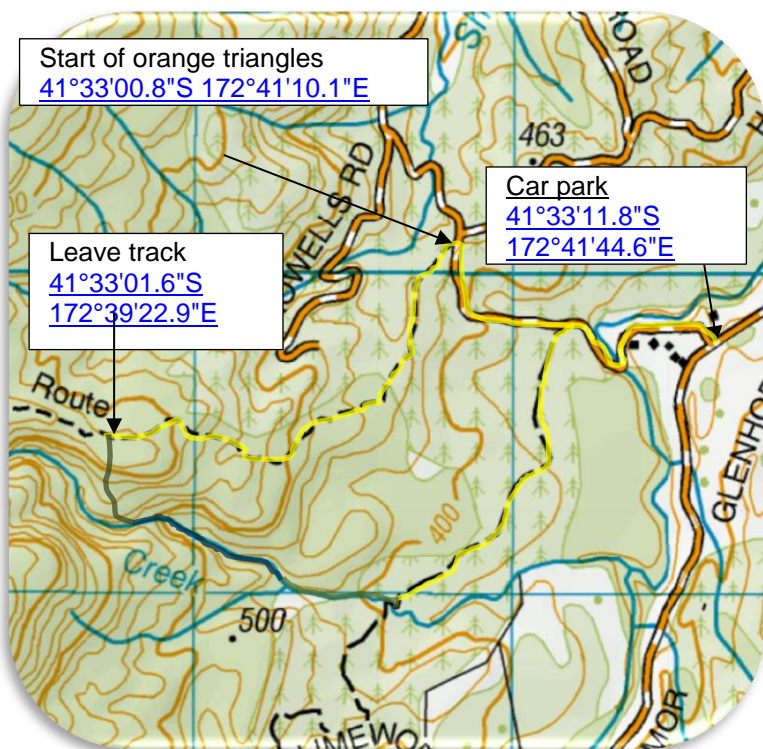 Start of orange triangles
41°33'00.8"S 172°41'10.1"E
ROAD
463
Car park
41°33'11.8"S
172°41'44.6"E
Leave track
41°33'01.6"S
172°39'22.9"E
Route
400
Creek
500